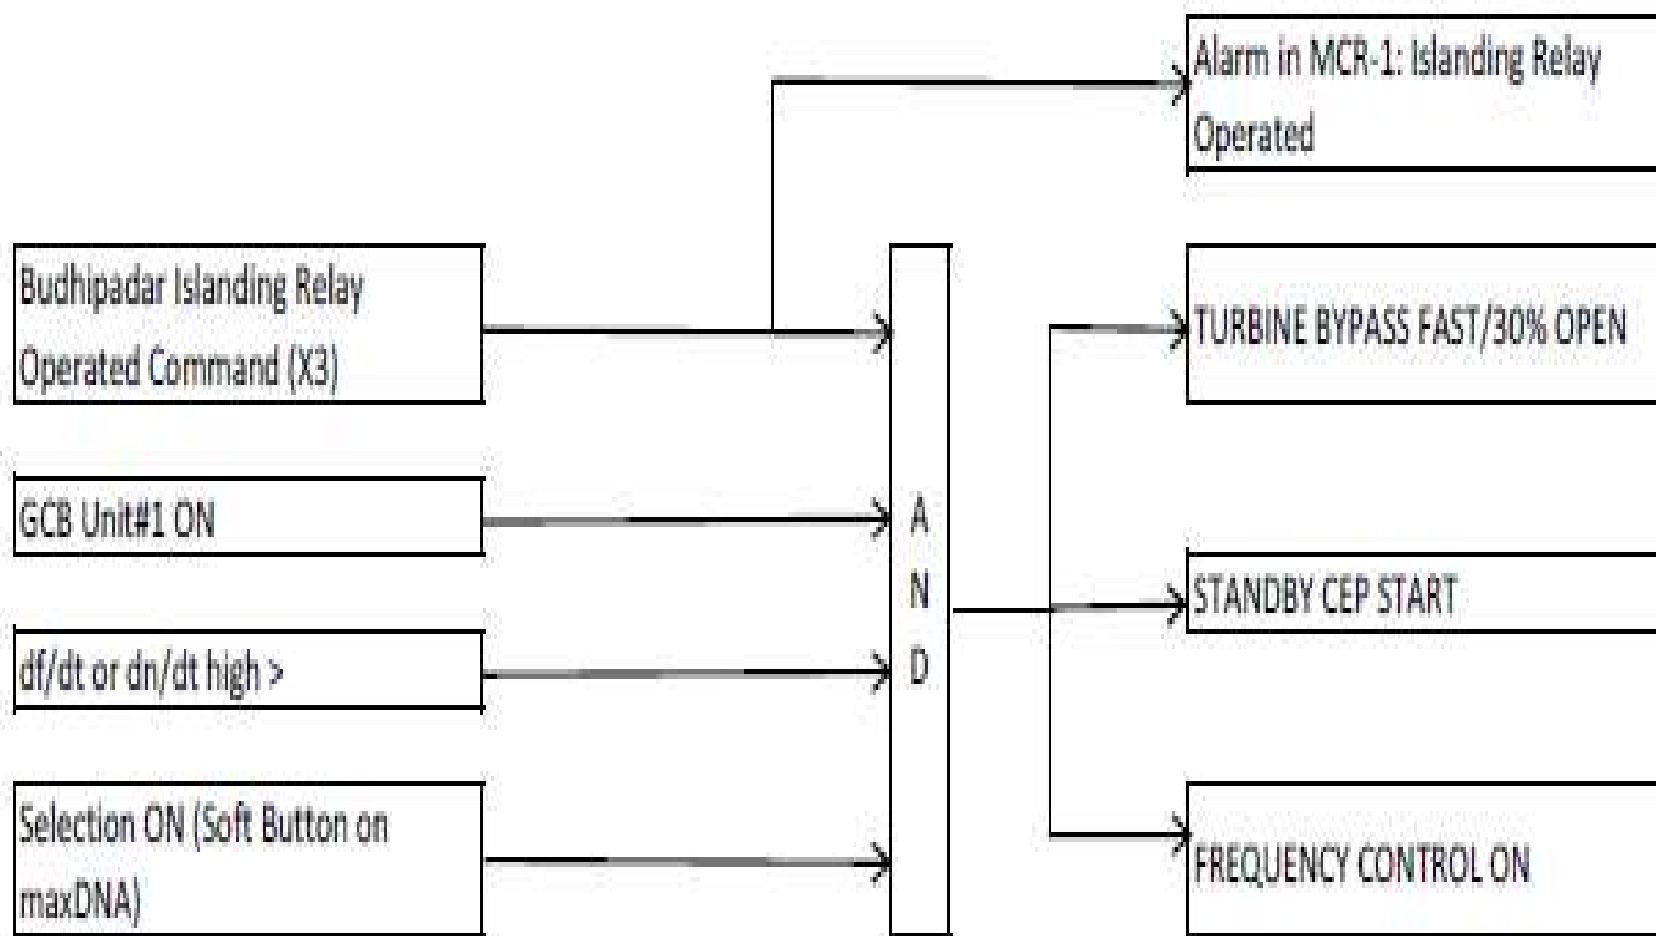 Alarm in MCR-1: Islanding Relay
Operated
Budhipadar Islanding Relay
Operated Command (X3)
TURBINE BYPASS FAST/30% OPEN
GCB Unit#1 ON
A
N
D
STANDBY CEP START
df/dt or dn/dt high >
Selection ON (Soft Button on
maxDNA)
FREQUENCY CONTROL ON